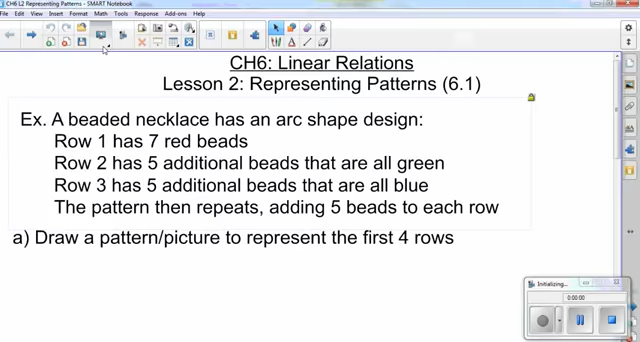 CH6 L2 Representing Patterns - SMART Notebook
File Edit View Insert Format Math Tools Response Add-ons Help
CH6: Linear Relations
Lesson 2: Representing Patterns (6.1)
Ex. A beaded necklace has an arc shape design:
Row 1 has 7 red beads
Row 2 has 5 additional beads that are all green
Row 3 has 5 additional beads that are all blue
The pattern then repeats, adding 5 beads to each row
a) Draw a pattern/picture to represent the first 4 rows
Initializing...
0:00:00